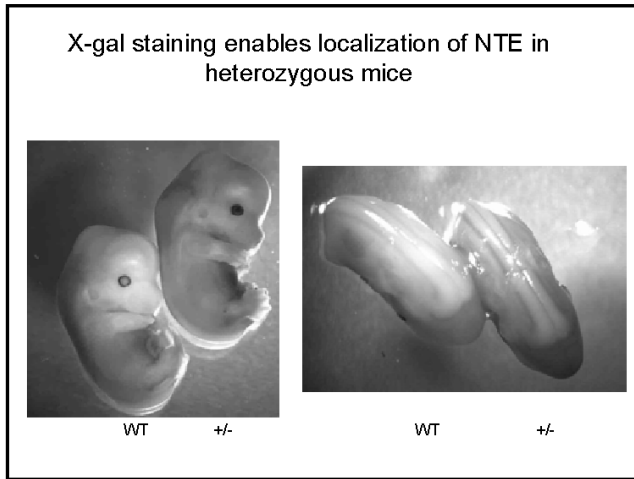 X-gal staining enables localization of NTE in
heterozygous mice
WT +/- WT +/-